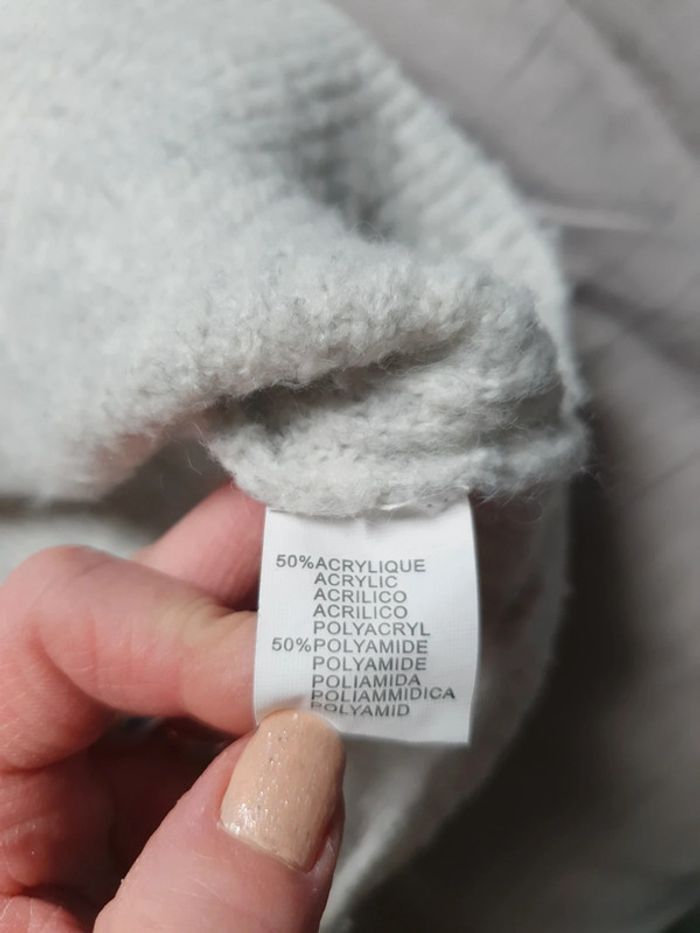 50%ACRYLIQUE
ACRYLIC
ACRILICO
ACRILICO
POLYACRYL
50%POLYAMIDE
POLYAMIDE
POLIAMIDA
POLIAMMIDICA
POLYAMID